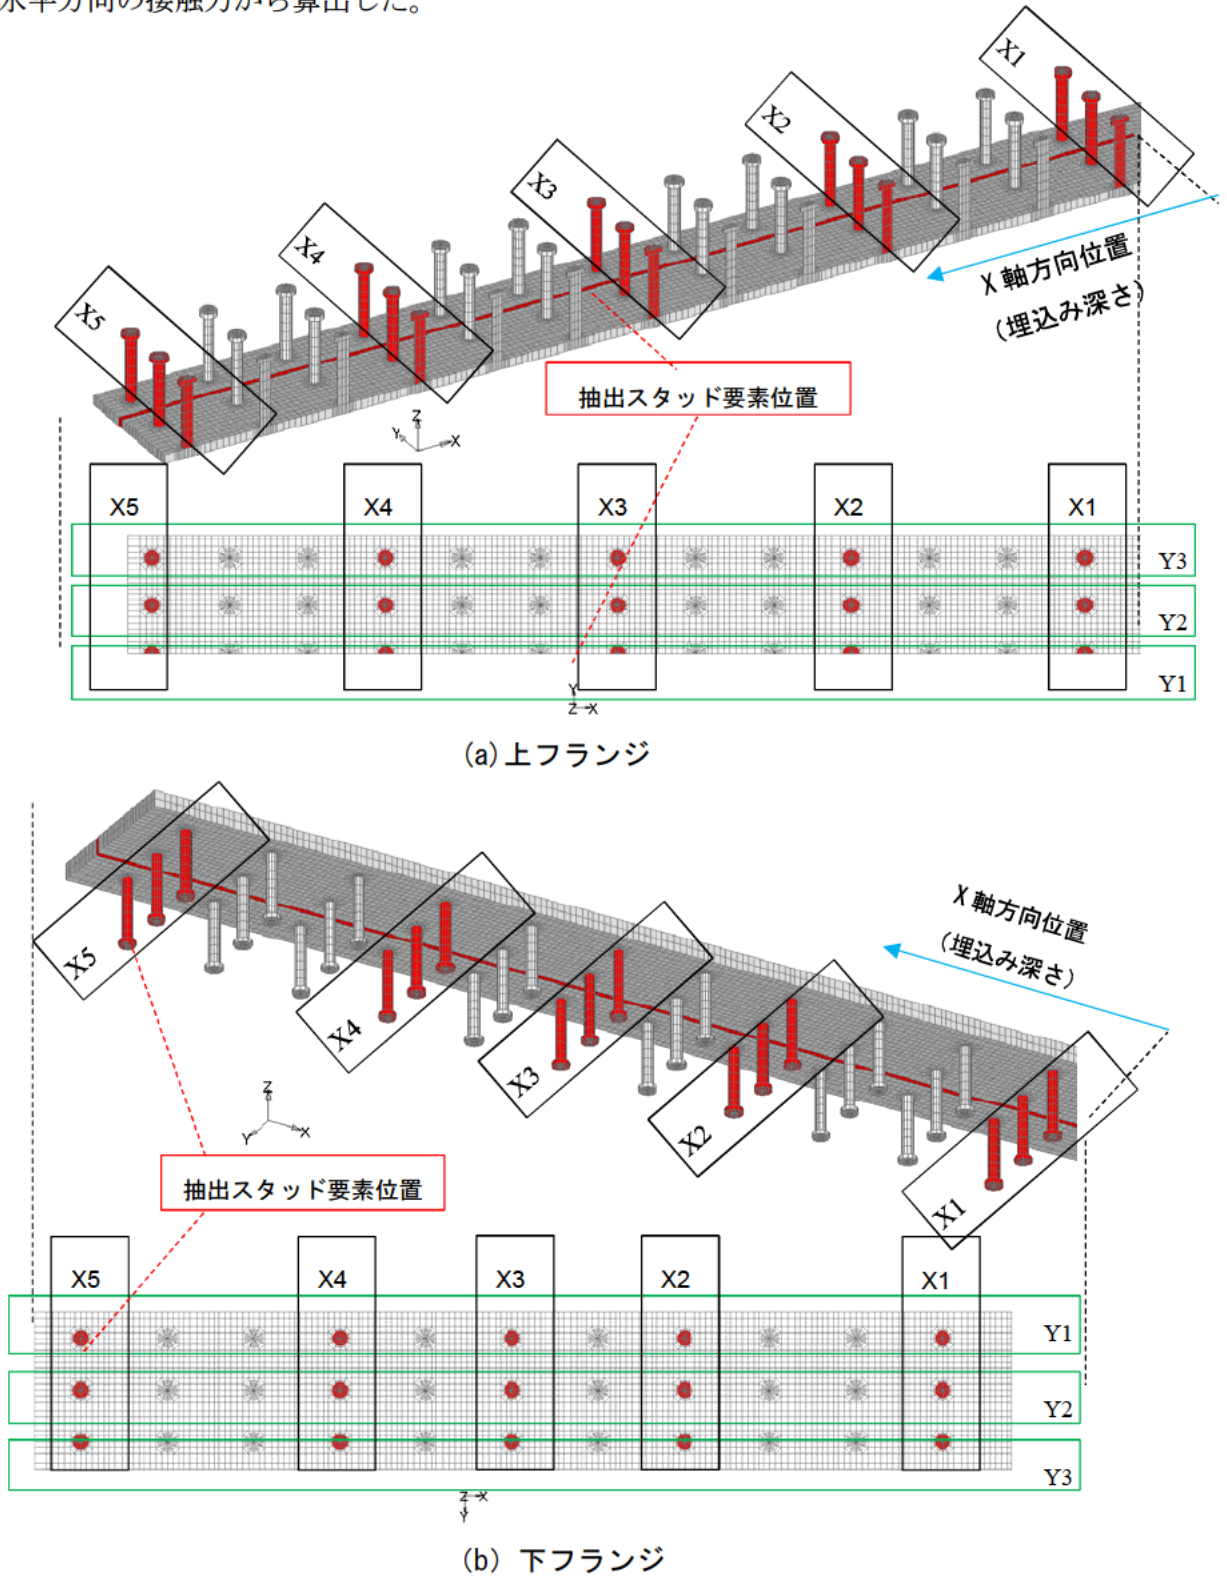 水平方向の接触力から算出した。
X1
X2
X3
X4
X5
X軸方向位置
(埋込み深さ)
抽出スタッド要素位置
Z
Y
X
X5
X4
X3
X2
X1
Y3
Y2
Y1
Y
Z
X
(a)上フランジ
X軸方向位置
(埋込み深さ)
X5
X4
X3
X2
X1
Z
Y
X
抽出スタッド要素位置
X5
X4
X3
X2
X1
Y1
Y2
Y3
Z
X
Y
(b) 下フランジ